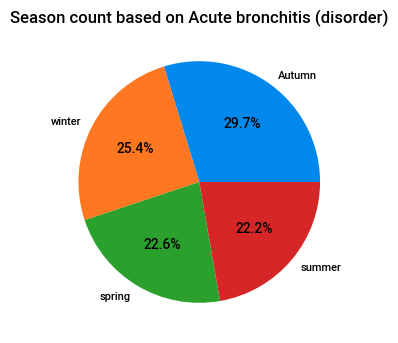 Season count based on Acute bronchitis (disorder)
Autumn
29.7%
winter
25.4%
22.6%
spring
22.2%
summer